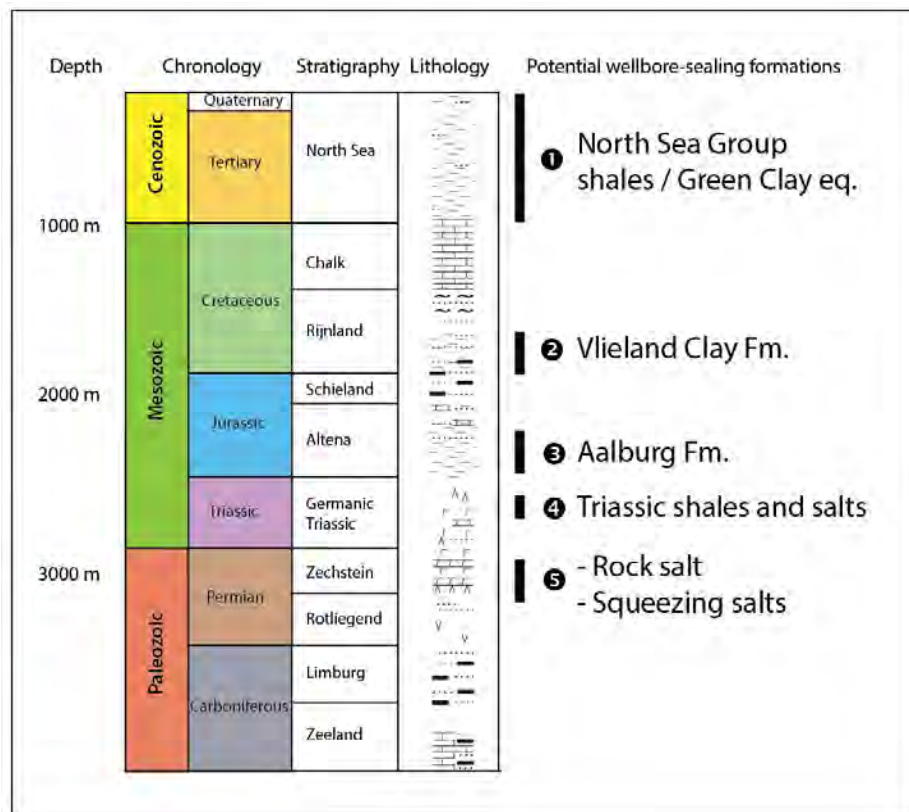 Depth Chronology Stratigraphy Lithology Potential wellbore-sealing formations
Cenozoic
Quaternary
Tertiary
North Sea
❶ North Sea Group
shales / Green Clay eq.
1000 m
Mesozoic
Cretaceous
Chalk
Rijnland
❷ Vlieland Clay Fm.
2000 m
Jurassic
Schieland
Altena
❸ Aalburg Fm.
Triassic
Germanic
Triassic
❹ Triassic shales and salts
3000 m
Paleozoic
Permian
Zechstein
Rotliegend
❺ - Rock salt
- Squeezing salts
Carboniferous
Limburg
Zeeland